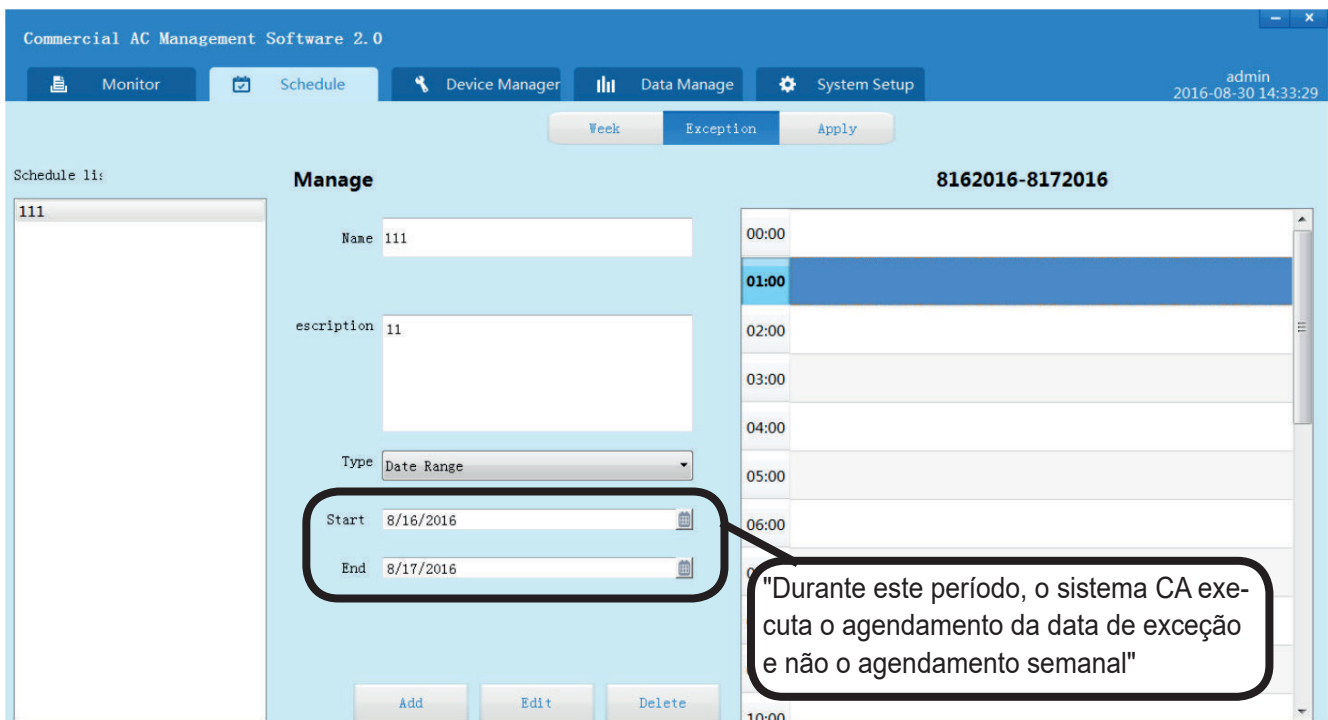 Commercial AC Management Software 2.0
Monitor
Schedule
Device Manager
Data Manage
System Setup
admin
2016-08-30 14:33:29
Week
Exception
Apply
Schedule lis
111
Manage
Name 111
escription 11
Type Date Range
Start 8/16/2016
End 8/17/2016
Add
Edit
Delete
8162016-8172016
00:00
01:00
02:00
03:00
04:00
05:00
06:00
"Durante este período, o sistema CA exe-
cuta o agendamento da data de exceção
e não o agendamento semanal"
10:00